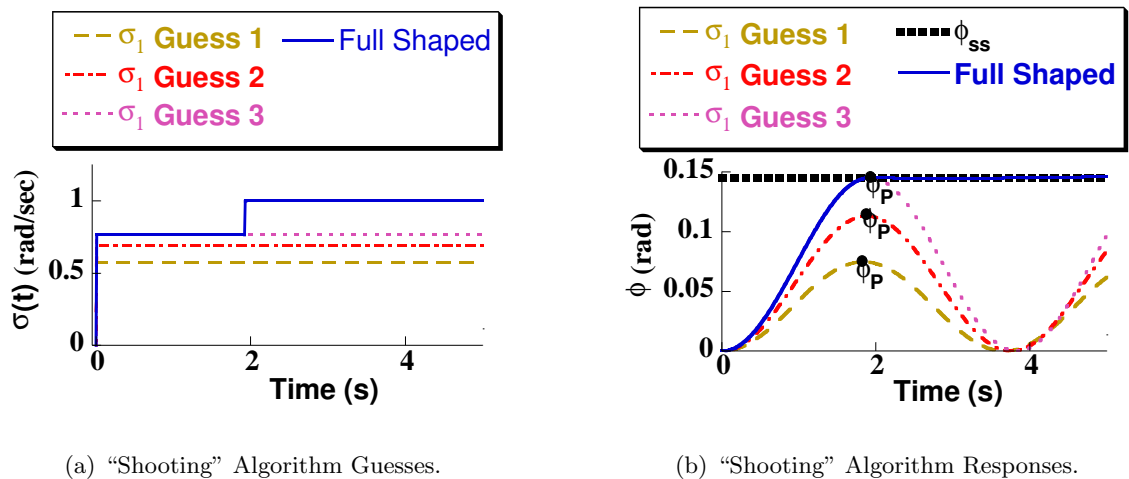 σ₁ Guess 1
Full Shaped
σ₁ Guess 2
σ₁ Guess 3
σ(t) (rad/sec)
1
0.5
0
0
2
4
Time (s)
(a) “Shooting” Algorithm Guesses.
σ₁ Guess 1
ϕss
σ₁ Guess 2
Full Shaped
σ₁ Guess 3
ϕ (rad)
0.15
0.1
0.05
0
ϕP
ϕP
ϕP
0
2
4
Time (s)
(b) “Shooting” Algorithm Responses.